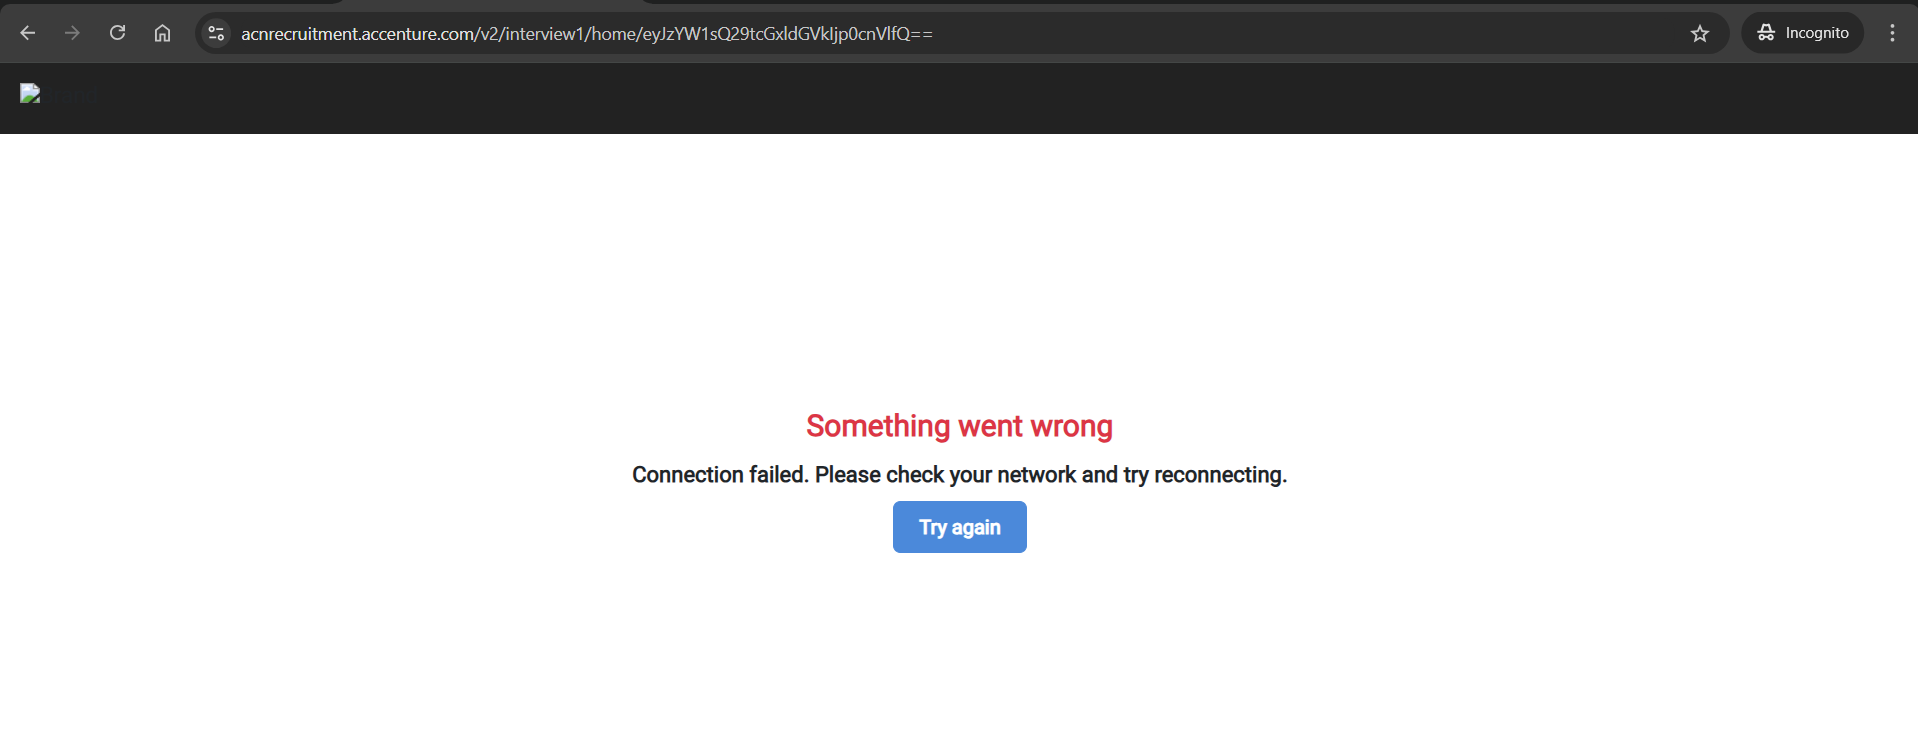 acnrecruitment.accenture.com/v2/interview1/home/eyJzYW1sQ29tcGxldGVkIjp0cnVlfQ==
Incognito
Something went wrong
Connection failed. Please check your network and try reconnecting.
Try again